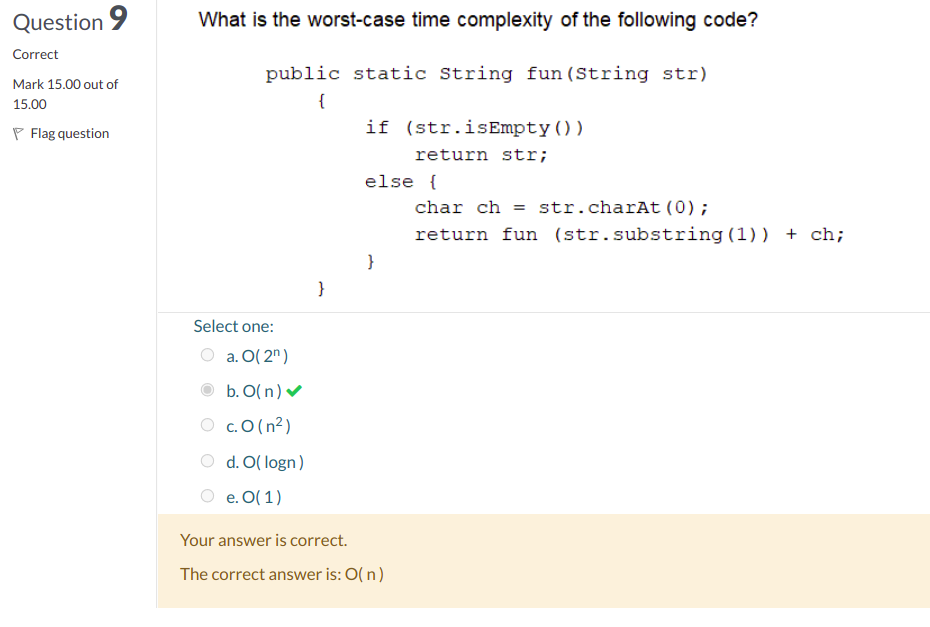 Question 9
Correct
Mark 15.00 out of
15.00
Flag question
What is the worst-case time complexity of the following code?
public static String fun(String str)
{
if (str.isEmpty())
return str;
else {
char ch = str.charAt(0);
return fun (str.substring(1)) + ch;
}
}
Select one:
a. O( 2ⁿ )
b. O( n )
c. O ( n² )
d. O( logn )
e. O( 1 )
Your answer is correct.
The correct answer is: O( n )